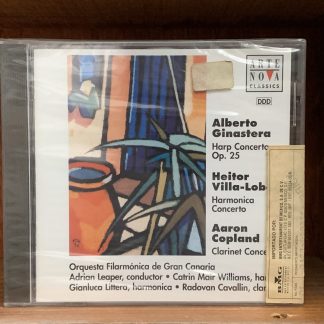 ARTE
NOVA
CLASSICS
DDD
Alberto
Ginastera
Harp Concerto
Op. 25
Heitor
Villa-Lob
Harmonica
Concerto
Aaron
Copland
Clarinet Conce
Orquesta Filarmónica de Gran Canaria
Adrian Leaper, conductor • Catrin Mair Williams, ha
Gianluca Littera, harmonica • Radovan Cavallin, clar
IMPORTADO POR:
BMG